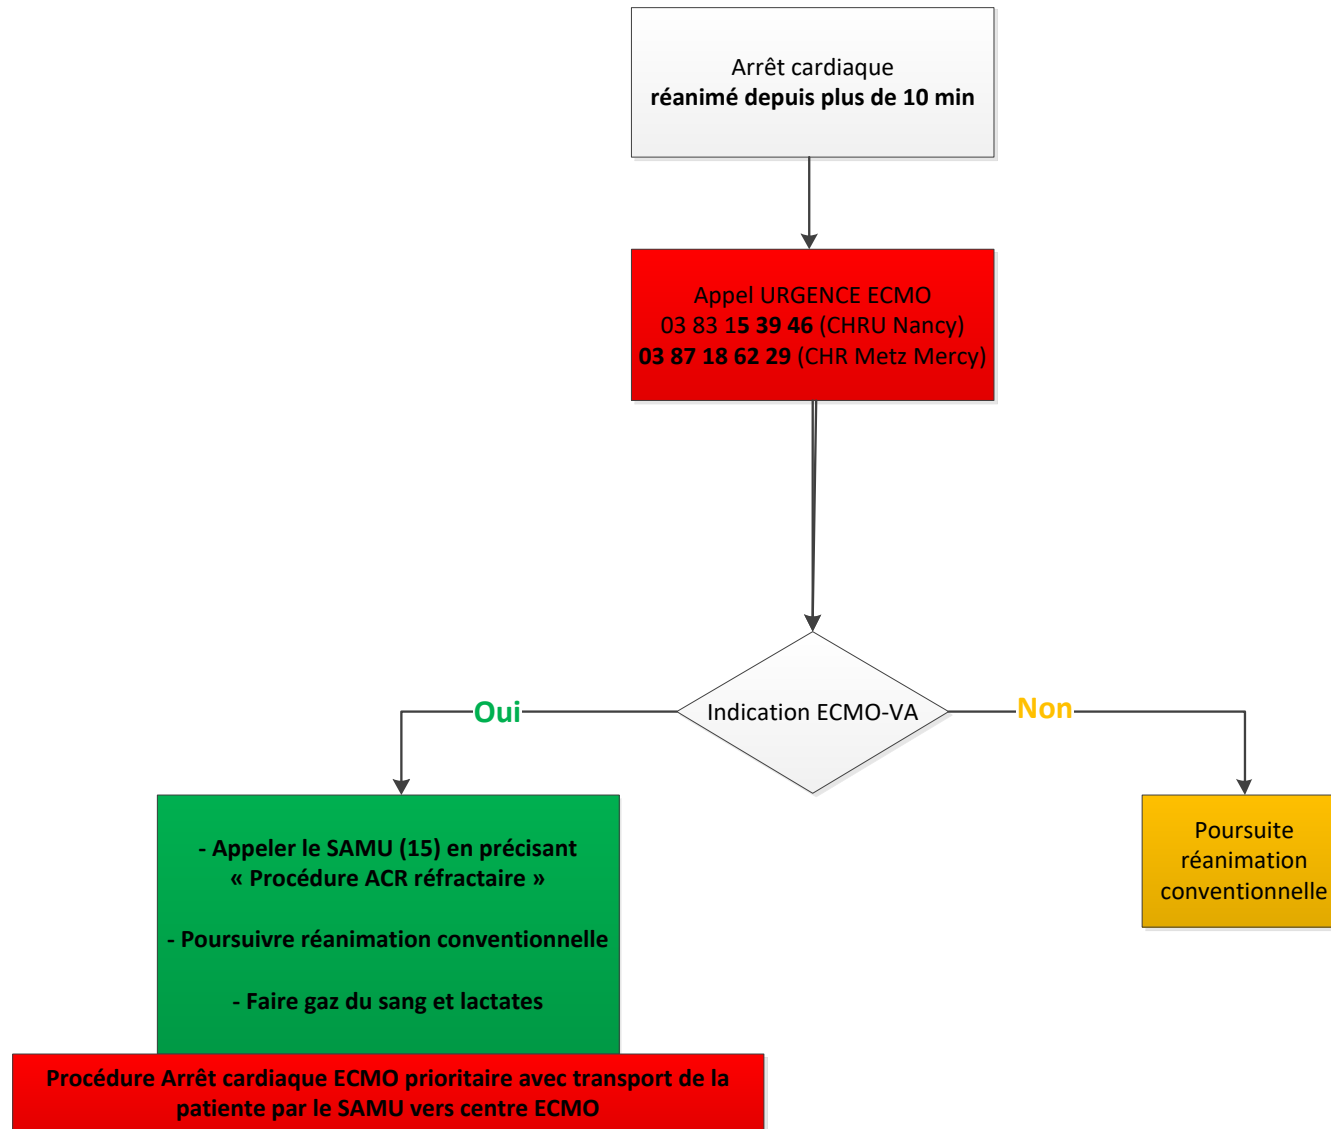 Arrêt cardiaque
réanimé depuis plus de 10 min
Appel URGENCE ECMO
03 83 15 39 46 (CHRU Nancy)
03 87 18 62 29 (CHR Metz Mercy)
Indication ECMO-VA
Oui
Non
- Appeler le SAMU (15) en précisant
« Procédure ACR réfractaire »
- Poursuivre réanimation conventionnelle
- Faire gaz du sang et lactates
Poursuite
réanimation
conventionnelle
Procédure Arrêt cardiaque ECMO prioritaire avec transport de la
patiente par le SAMU vers centre ECMO